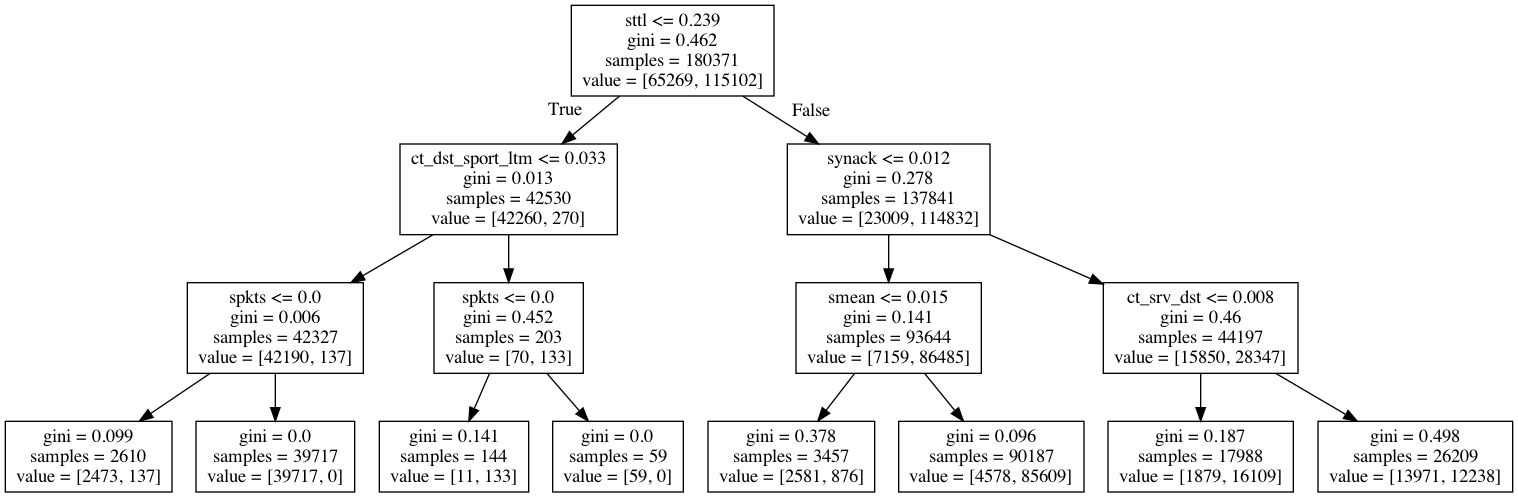 sttl <= 0.239
gini = 0.462
samples = 180371
value = [65269, 115102]
True
False
ct_dst_sport_ltm <= 0.033
gini = 0.013
samples = 42530
value = [42260, 270]
synack <= 0.012
gini = 0.278
samples = 137841
value = [23009, 114832]
spkts <= 0.0
gini = 0.006
samples = 42327
value = [42190, 137]
spkts <= 0.0
gini = 0.452
samples = 203
value = [70, 133]
smean <= 0.015
gini = 0.141
samples = 93644
value = [7159, 86485]
ct_srv_dst <= 0.008
gini = 0.46
samples = 44197
value = [15850, 28347]
gini = 0.099
samples = 2610
value = [2473, 137]
gini = 0.0
samples = 39717
value = [39717, 0]
gini = 0.141
samples = 144
value = [11, 133]
gini = 0.0
samples = 59
value = [59, 0]
gini = 0.378
samples = 3457
value = [2581, 876]
gini = 0.096
samples = 90187
value = [4578, 85609]
gini = 0.187
samples = 17988
value = [1879, 16109]
gini = 0.498
samples = 26209
value = [13971, 12238]